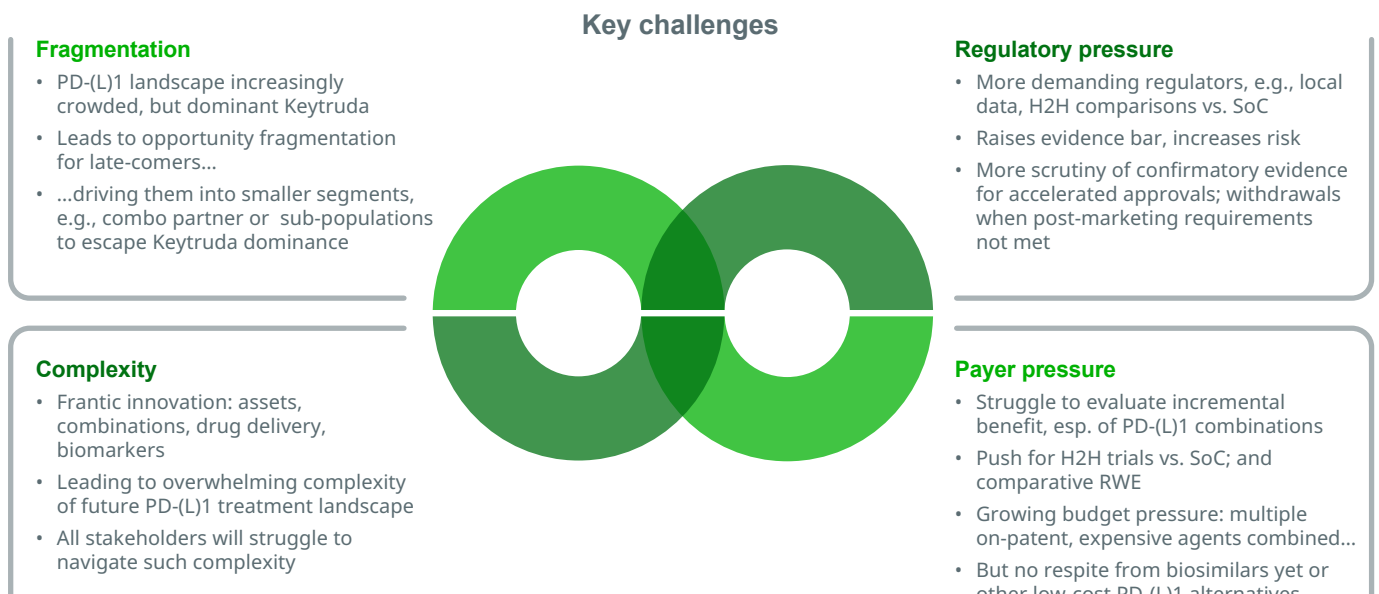 Key challenges
Fragmentation
• PD-(L)1 landscape increasingly
crowded, but dominant Keytruda
• Leads to opportunity fragmentation
for late-comers...
• ...driving them into smaller segments,
e.g., combo partner or sub-populations
to escape Keytruda dominance
Regulatory pressure
• More demanding regulators, e.g., local
data, H2H comparisons vs. SoC
• Raises evidence bar, increases risk
• More scrutiny of confirmatory evidence
for accelerated approvals; withdrawals
when post-marketing requirements
not met
Complexity
• Frantic innovation: assets,
combinations, drug delivery,
biomarkers
• Leading to overwhelming complexity
of future PD-(L)1 treatment landscape
• All stakeholders will struggle to
navigate such complexity
Payer pressure
• Struggle to evaluate incremental
benefit, esp. of PD-(L)1 combinations
• Push for H2H trials vs. SoC; and
comparative RWE
• Growing budget pressure: multiple
on-patent, expensive agents combined...
• But no respite from biosimilars yet or
other low-cost PD-(L)1 alternatives